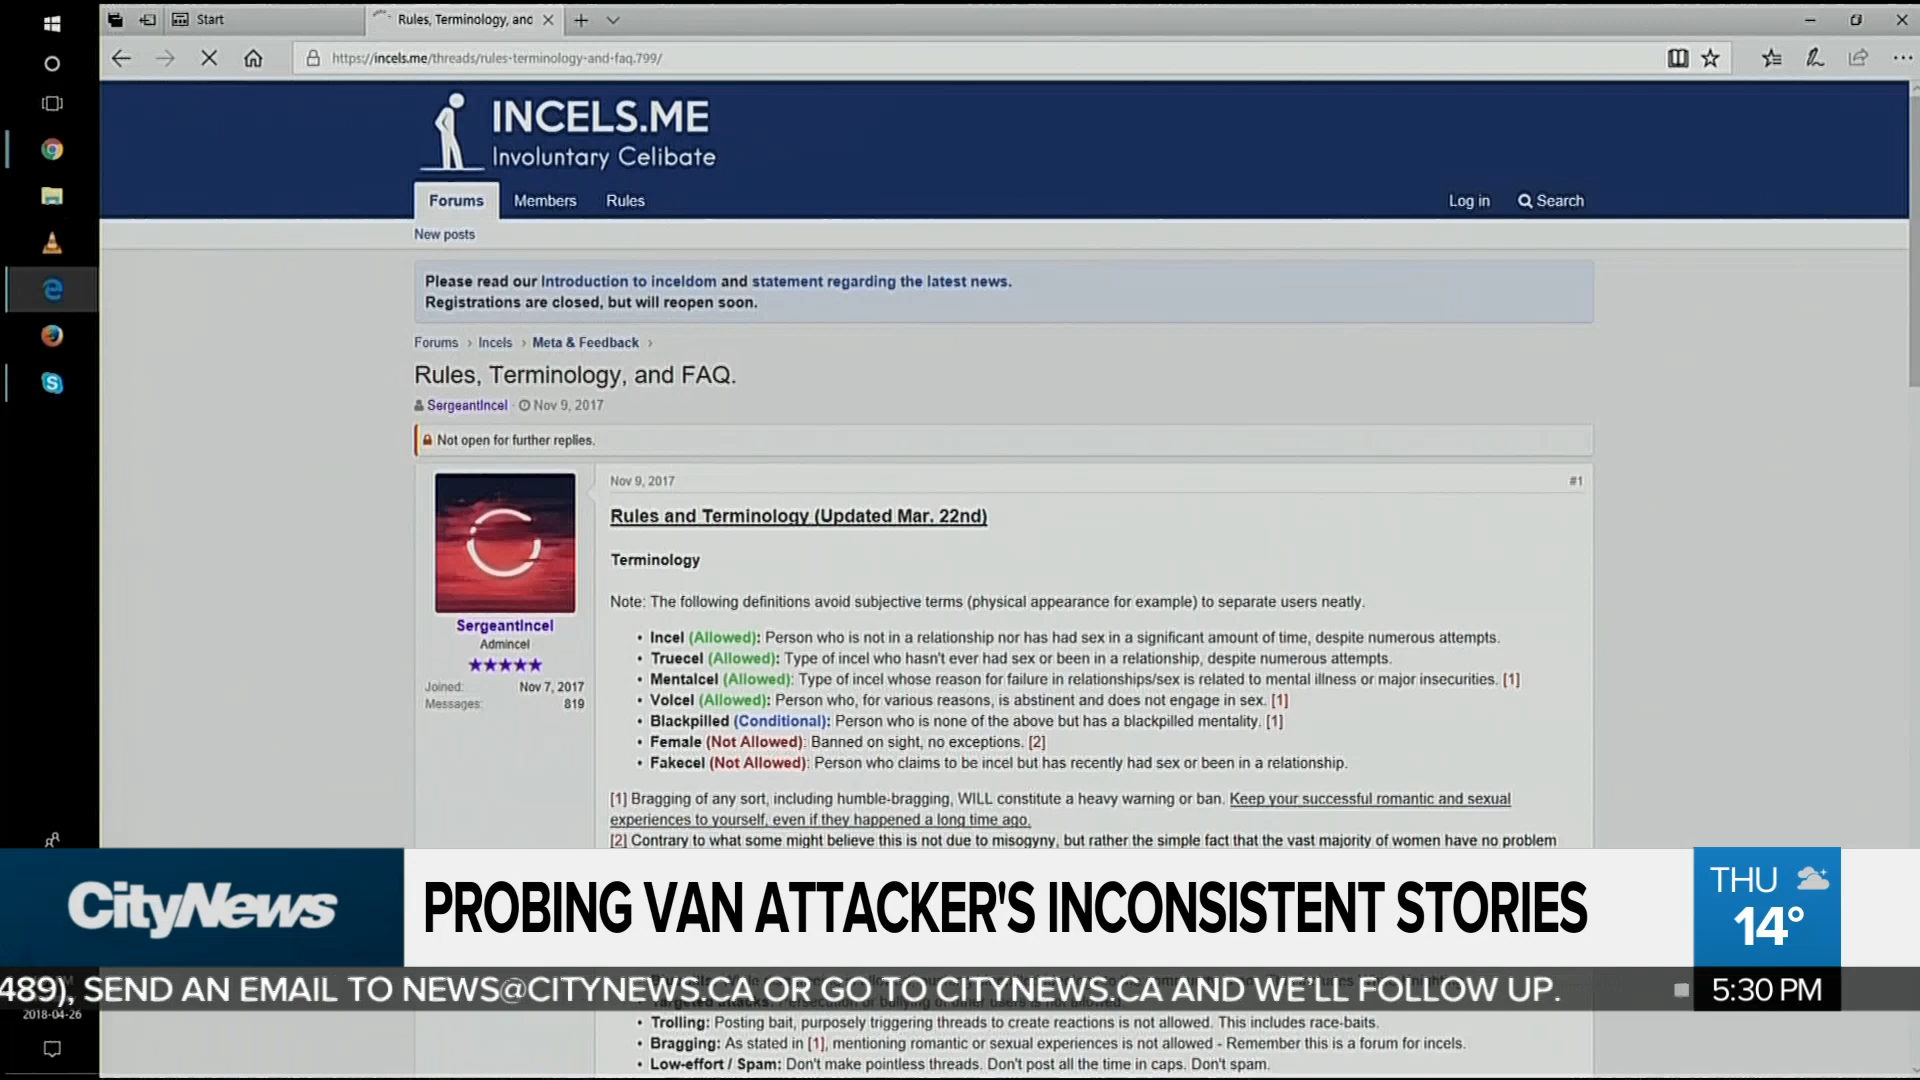 Start
Rules, Terminology, and
https://incels.me/threads/rules-terminology-and-faq.799/
INCELS.ME
Involuntary Celibate
Forums Members Rules Log in Search
New posts
Please read our Introduction to inceldom and statement regarding the latest news.
Registrations are closed, but will reopen soon.
Forums › Incels › Meta & Feedback ›
Rules, Terminology, and FAQ.
SergeantIncel · Nov 9, 2017
Not open for further replies.
SergeantIncel
Admincel
★★★★★
Joined: Nov 7, 2017
Messages: 819
Nov 9, 2017 #1
Rules and Terminology (Updated Mar. 22nd)
Terminology
Note: The following definitions avoid subjective terms (physical appearance for example) to separate users neatly.
• Incel (Allowed): Person who is not in a relationship nor has had sex in a significant amount of time, despite numerous attempts.
• Truecel (Allowed): Type of incel who hasn't ever had sex or been in a relationship, despite numerous attempts.
• Mentalcel (Allowed): Type of incel whose reason for failure in relationships/sex is related to mental illness or major insecurities. [1]
• Volcel (Allowed): Person who, for various reasons, is abstinent and does not engage in sex. [1]
• Blackpilled (Conditional): Person who is none of the above but has a blackpilled mentality. [1]
• Female (Not Allowed): Banned on sight, no exceptions. [2]
• Fakecel (Not Allowed): Person who claims to be incel but has recently had sex or been in a relationship.
[1] Bragging of any sort, including humble-bragging, WILL constitute a heavy warning or ban. Keep your successful romantic and sexual
experiences to yourself, even if they happened a long time ago.
[2] Contrary to what some might believe this is not due to misogyny, but rather the simple fact that the vast majority of women have no problem
CityNews
PROBING VAN ATTACKER'S INCONSISTENT STORIES
THU
14°
489), SEND AN EMAIL TO NEWS@CITYNEWS.CA OR GO TO CITYNEWS.CA AND WE'LL FOLLOW UP.
5:30 PM
2018-04-26
• Trolling: Posting bait, purposely triggering threads to create reactions is not allowed. This includes race-baits.
• Bragging: As stated in [1], mentioning romantic or sexual experiences is not allowed - Remember this is a forum for incels.
• Low-effort / Spam: Don't make pointless threads. Don't post all the time in caps. Don't spam.